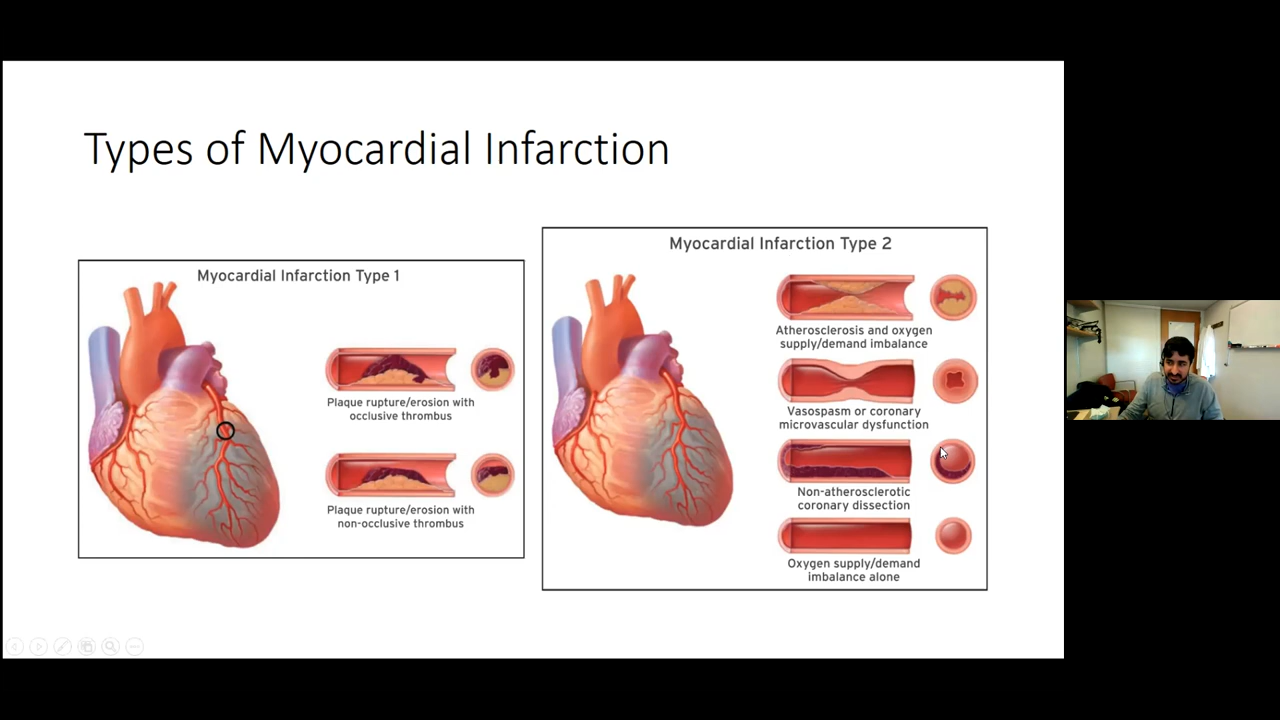 Types of Myocardial Infarction
Myocardial Infarction Type 1
Plaque rupture/erosion with
occlusive thrombus
Plaque rupture/erosion with
non-occlusive thrombus
Myocardial Infarction Type 2
Atherosclerosis and oxygen
supply/demand imbalance
Vasospasm or coronary
microvascular dysfunction
Non-atherosclerotic
coronary dissection
Oxygen supply/demand
imbalance alone